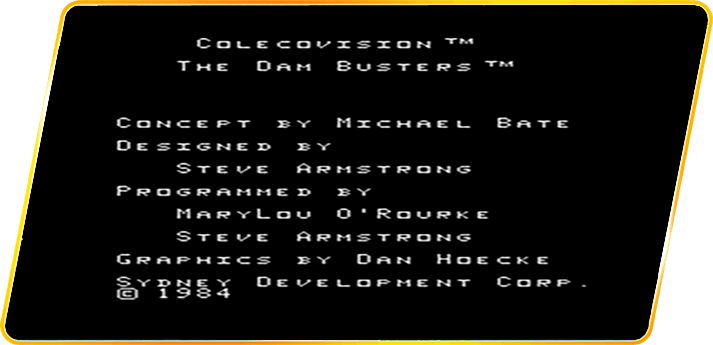 Colecovision™
The Dam Busters™
Concept by Michael Bate
Designed by
Steve Armstrong
Programmed by
MaryLou O'Rourke
Steve Armstrong
Graphics by Dan Hoecke
Sydney Development Corp.
© 1984